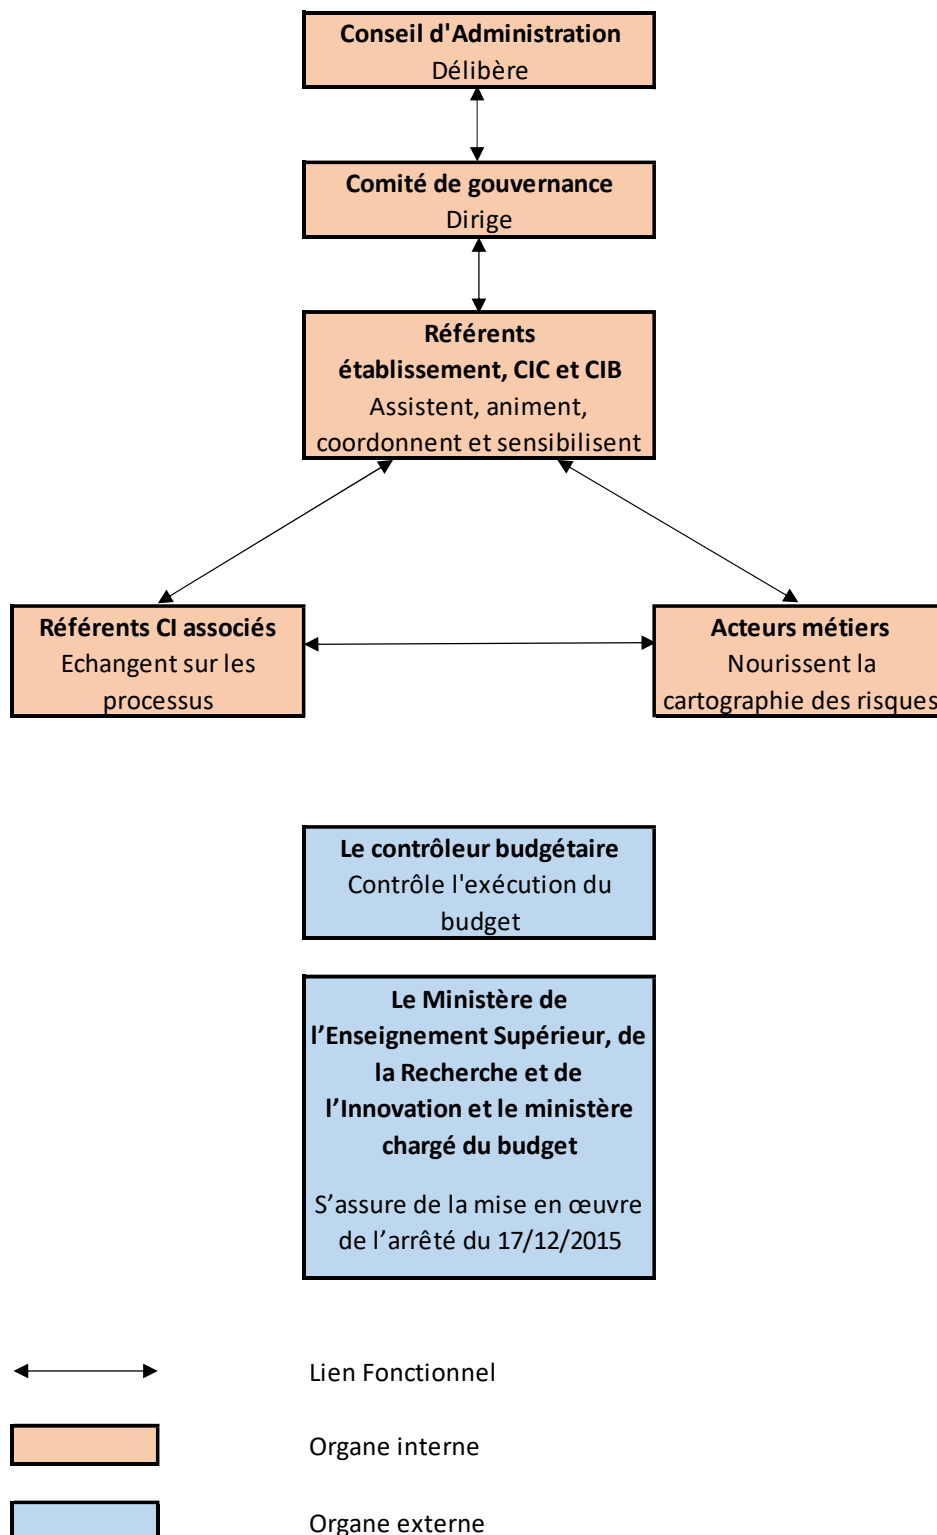 Conseil d'Administration
Délibère
Comité de gouvernance
Dirige
Référents
établissement, CIC et CIB
Assistent, animent,
coordonnent et sensibilisent
Référents CI associés
Echangent sur les
processus
Acteurs métiers
Nourissent la
cartographie des risques
Le contrôleur budgétaire
Contrôle l'exécution du
budget
Le Ministère de
l’Enseignement Supérieur, de
la Recherche et de
l’Innovation et le ministère
chargé du budget
S’assure de la mise en œuvre
de l’arrêté du 17/12/2015
Lien Fonctionnel
Organe interne
Organe externe